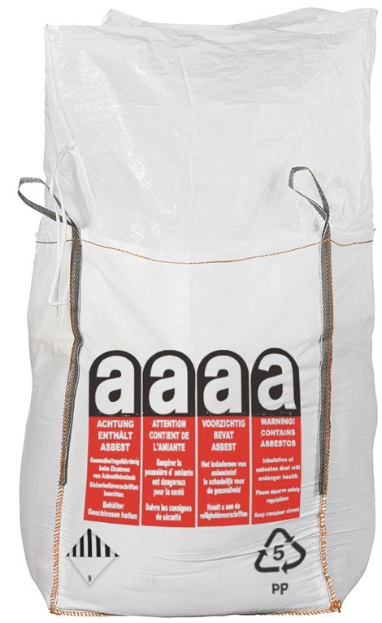 a
ACHTUNG
ENTHÄLT
ASBEST
Gesundheitsgefährdung
beim Einatmen
von Asbestfeinstaub
Sicherheitsvorschriften
beachten
Behälter
Geschlossen halten
a
ATTENTION
CONTIENT DE
L'AMIANTE
Respirer la
poussière d'amiante
est dangereux
pour la santé
Suivre les consignes
de sécurité
a
VOORZICHTIG
BEVAT
ASBEST
Het inademen van
asbeststof
is schadelijk voor
de gezondheid
Houdt u aan de
veiligheidsvoorschriften
a
WARNING!
CONTAINS
ASBESTOS
Inhalation of
asbestos dust will
endanger health
Please observe safety
regulations
Keep container closed
9
5
PP